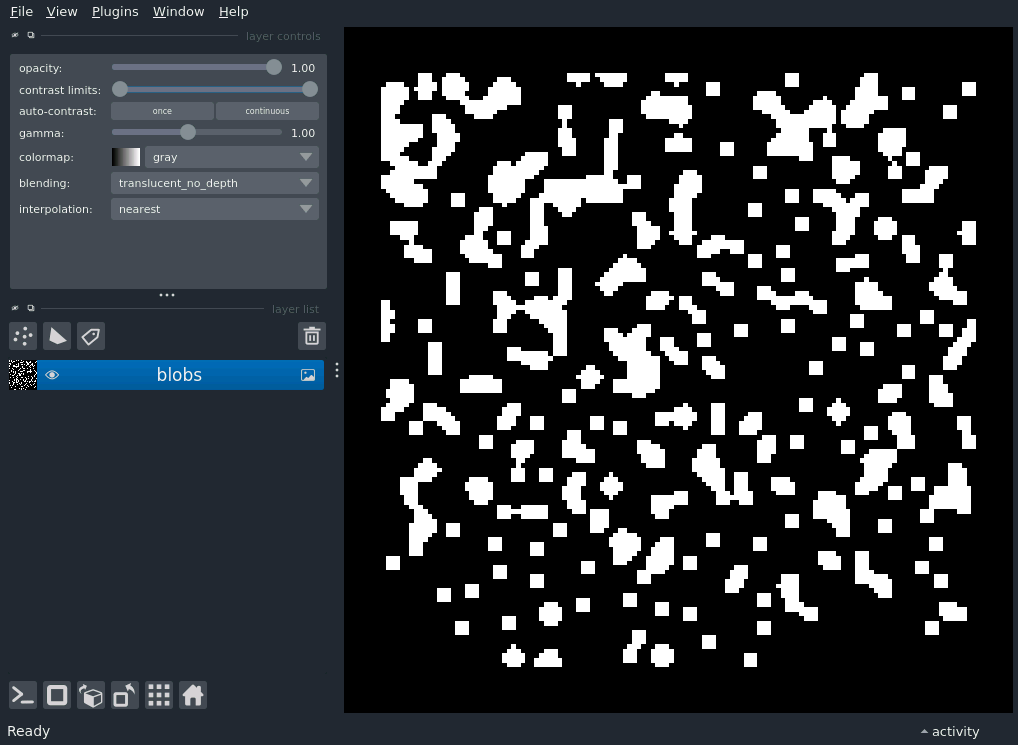 File View Plugins Window Help
layer controls
opacity: 1.00
contrast limits:
auto-contrast: once continuous
gamma: 1.00
colormap: gray
blending: translucent_no_depth
interpolation: nearest
layer list
blobs
Ready
activity